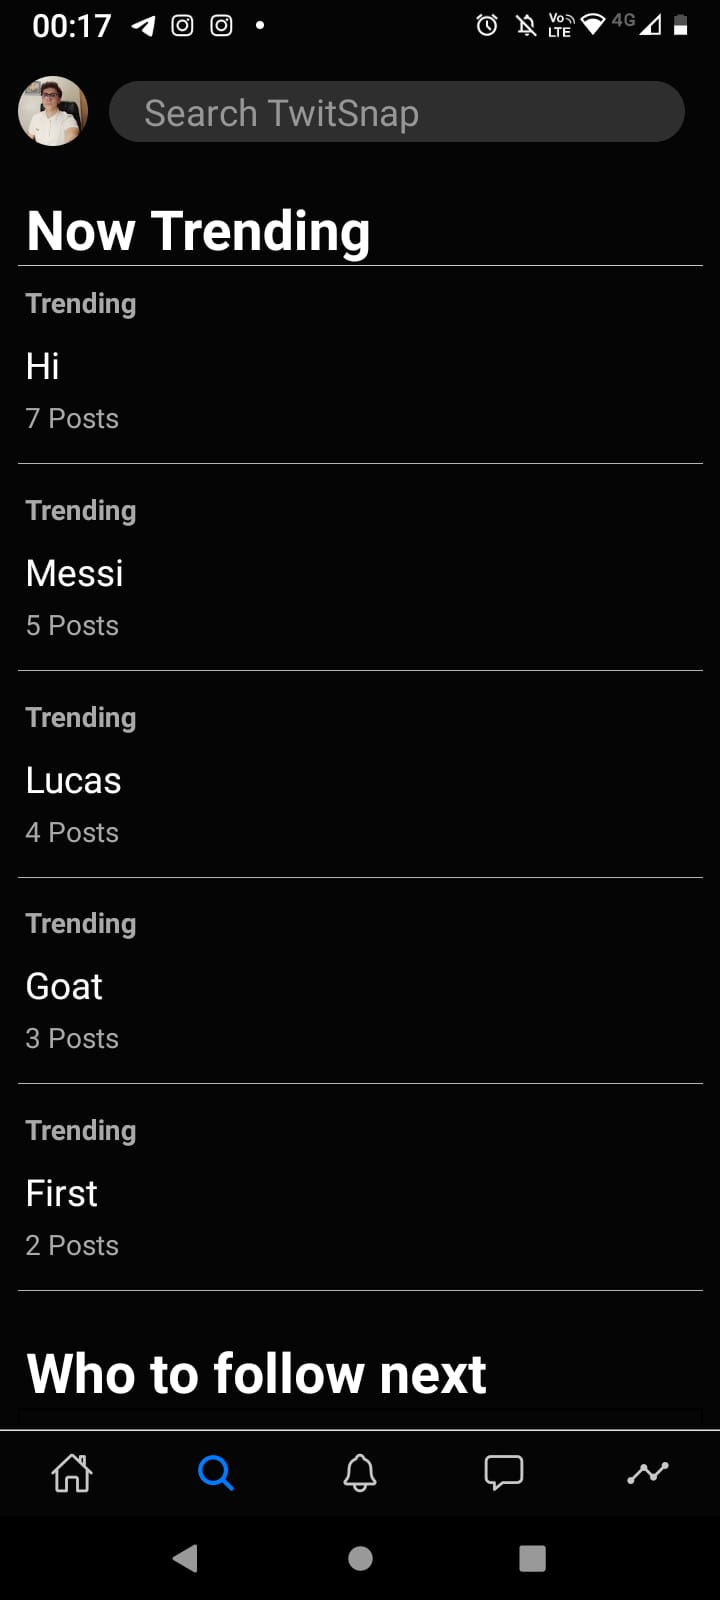 00:17
Vo
LTE
4G
Search TwitSnap
Now Trending
Trending
Hi
7 Posts
Trending
Messi
5 Posts
Trending
Lucas
4 Posts
Trending
Goat
3 Posts
Trending
First
2 Posts
Who to follow next